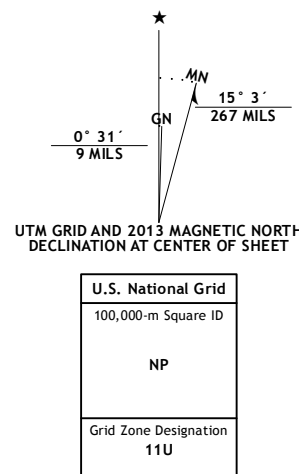 ★
MN
GN
15° 3´
267 MILS
0° 31´
9 MILS
UTM GRID AND 2013 MAGNETIC NORTH
DECLINATION AT CENTER OF SHEET
U.S. National Grid
100,000-m Square ID
NP
Grid Zone Designation
11U